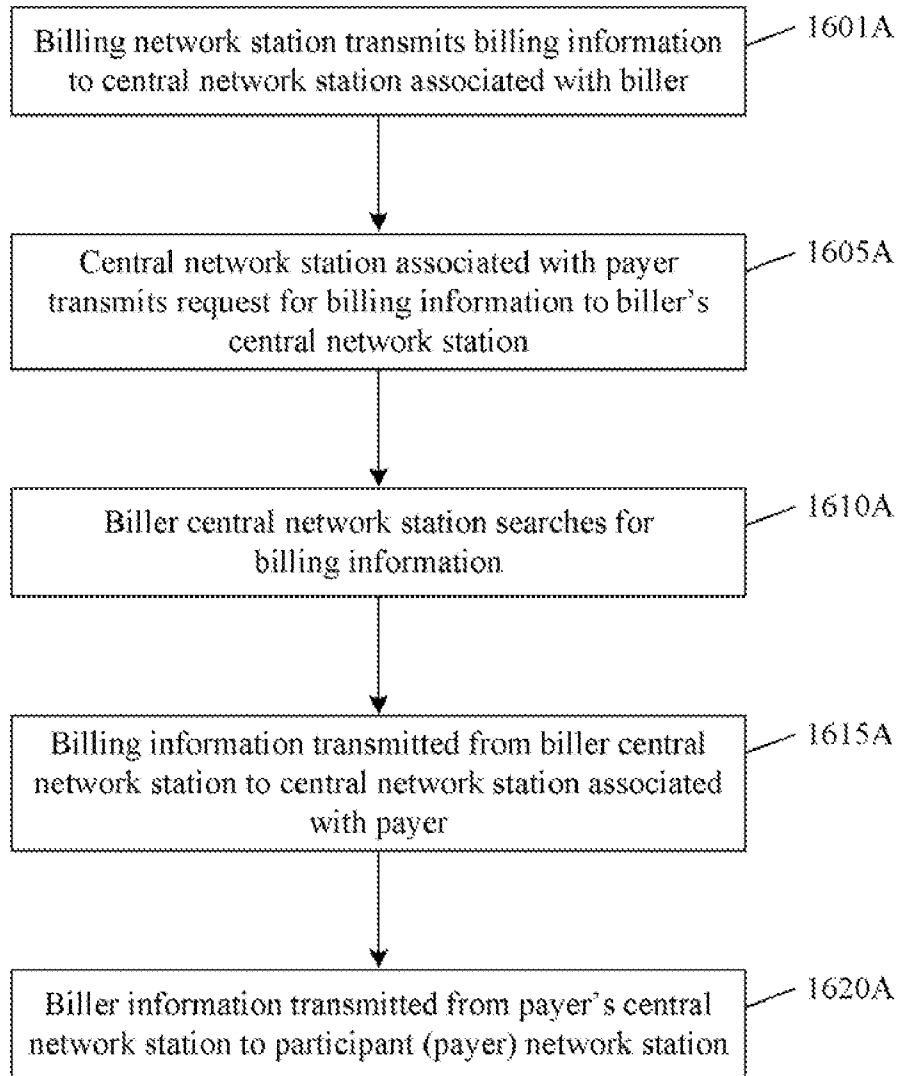 Billing network station transmits billing information
to central network station associated with biller
1601A
Central network station associated with payer
transmits request for billing information to biller's
central network station
1605A
Biller central network station searches for
billing information
1610A
Billing information transmitted from biller central
network station to central network station associated
with payer
1615A
Biller information transmitted from payer's central
network station to participant (payer) network station
1620A